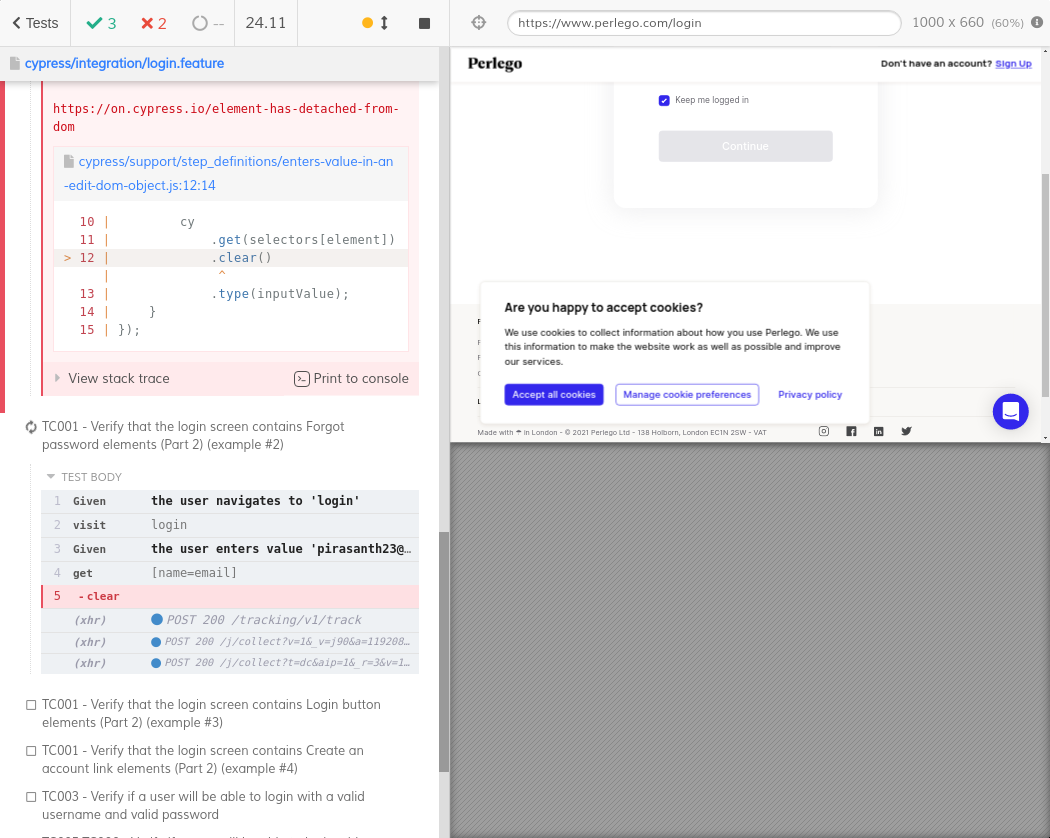 Tests
3
2
--
24.11
https://www.perlego.com/login
1000 x 660 (60%)
cypress/integration/login.feature
https://on.cypress.io/element-has-detached-from-
dom
cypress/support/step_definitions/enters-value-in-an
-edit-dom-object.js:12:14
10 | cy
11 | .get(selectors[element])
> 12 | .clear()
| ^
13 | .type(inputValue);
14 | }
15 | });
View stack trace
Print to console
TC001 - Verify that the login screen contains Forgot
password elements (Part 2) (example #2)
TEST BODY
1 Given the user navigates to 'login'
2 visit login
3 Given the user enters value 'pirasanth23@…
4 get [name=email]
5 -clear
(xhr) POST 200 /tracking/v1/track
(xhr) POST 200 /j/collect?v=1&_v=j90&a=119208…
(xhr) POST 200 /j/collect?t=dc&aip=1&_r=3&v=1…
TC001 - Verify that the login screen contains Login button
elements (Part 2) (example #3)
TC001 - Verify that the login screen contains Create an
account link elements (Part 2) (example #4)
TC003 - Verify if a user will be able to login with a valid
username and valid password
Perlego
Don't have an account? Sign Up
Keep me logged in
Continue
Are you happy to accept cookies?
We use cookies to collect information about how you use Perlego. We use
this information to make the website work as well as possible and improve
our services.
Accept all cookies
Manage cookie preferences
Privacy policy
Made with ☂ in London - © 2021 Perlego Ltd - 138 Holborn, London EC1N 2SW - VAT